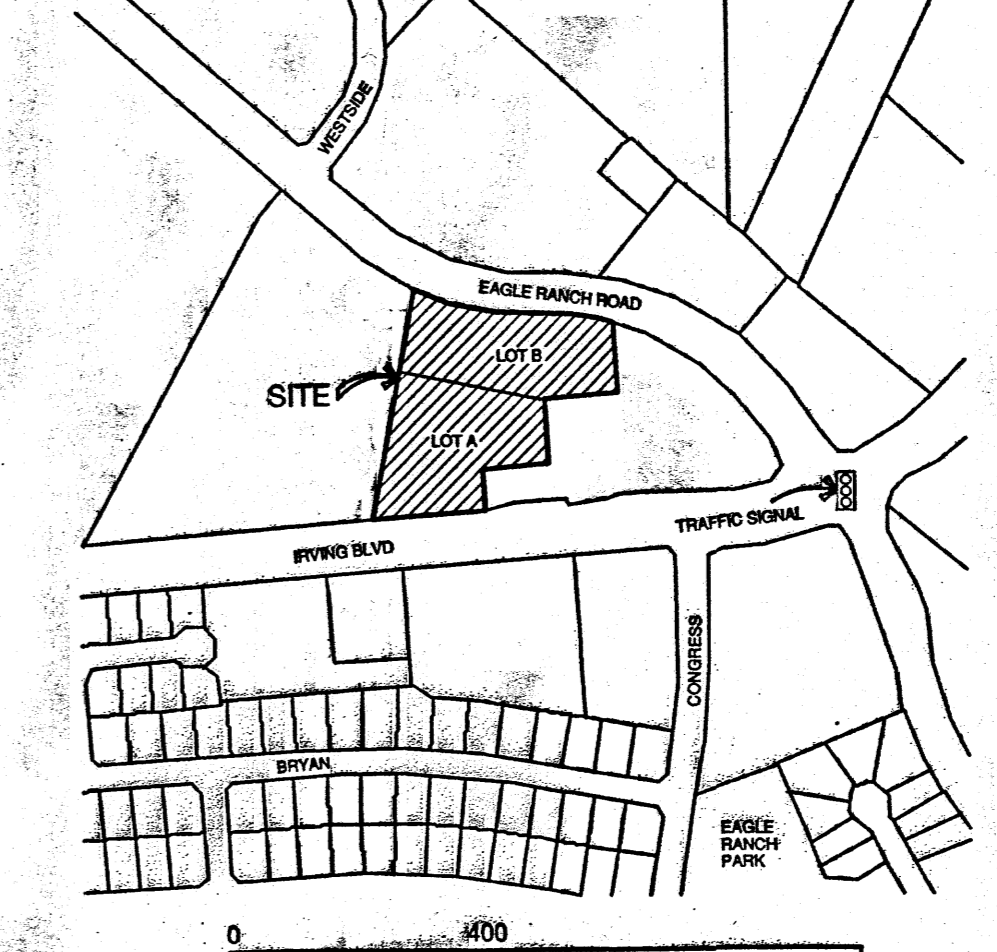 WESTSIDE
EAGLE RANCH ROAD
LOT B
SITE
LOT A
TRAFFIC SIGNAL
IRVING BLVD
CONGRESS
BRYAN
EAGLE
RANCH
PARK
0 400